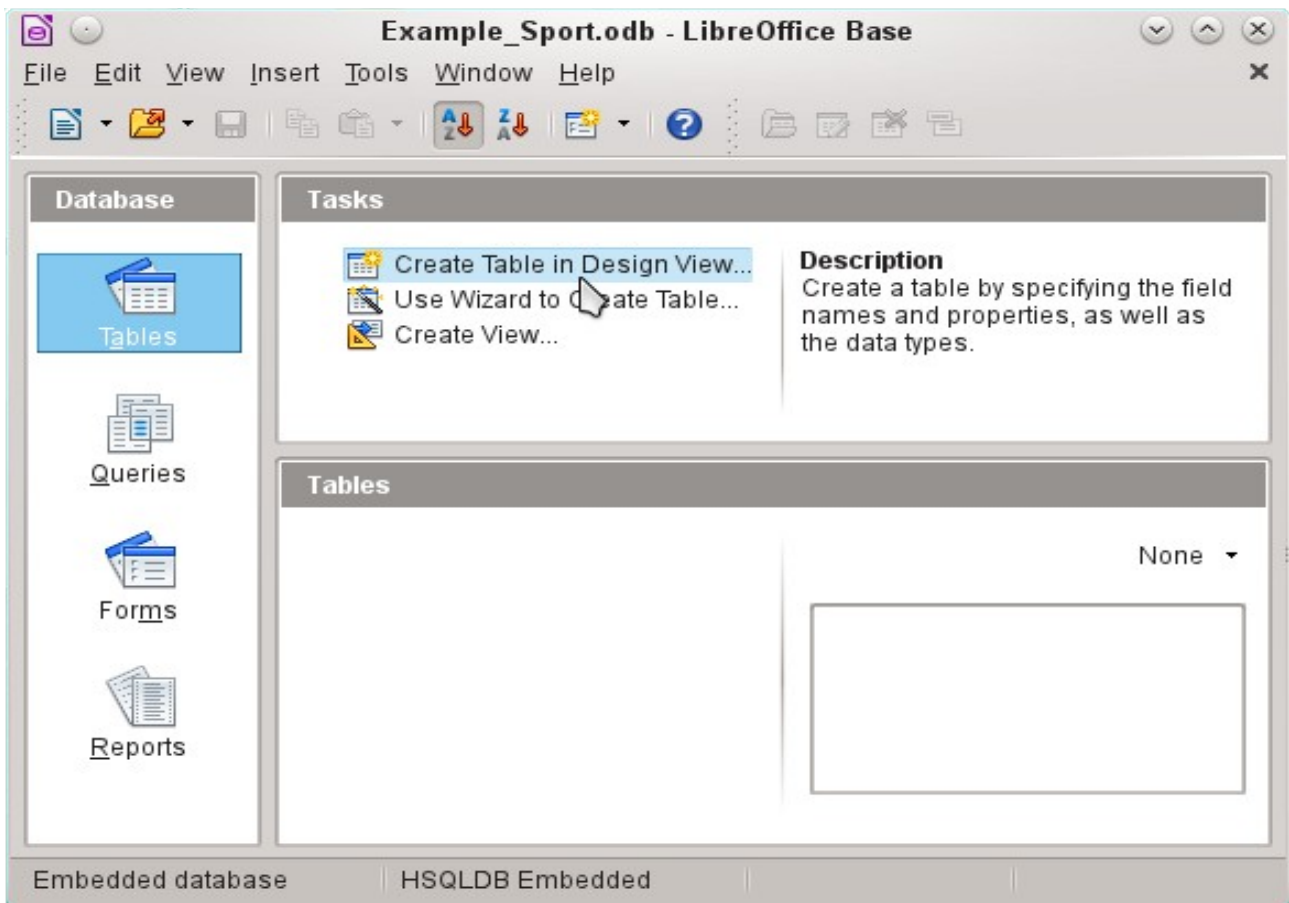 Example_Sport.odb - LibreOffice Base
File Edit View Insert Tools Window Help
Database
Tables
Queries
Forms
Reports
Tasks
Create Table in Design View...
Use Wizard to Create Table...
Create View...
Description
Create a table by specifying the field
names and properties, as well as
the data types.
Tables
None
Embedded database
HSQLDB Embedded